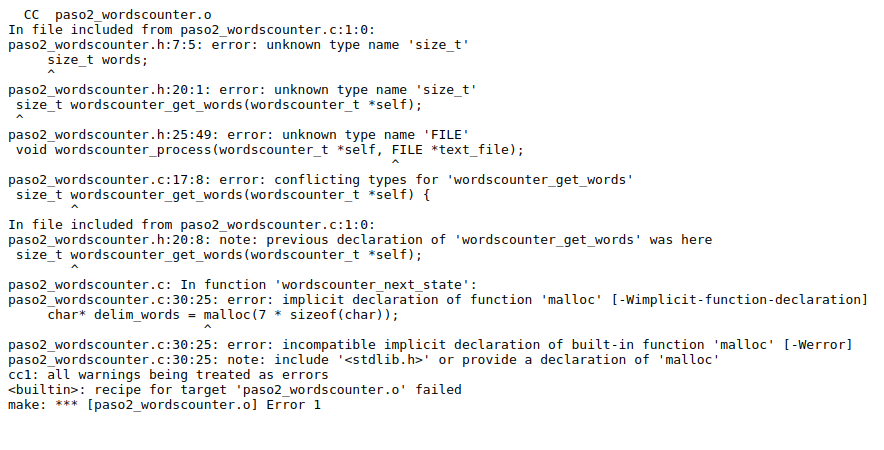 CC  paso2_wordscounter.o
In file included from paso2_wordscounter.c:1:0:
paso2_wordscounter.h:7:5: error: unknown type name 'size_t'
     size_t words;
     ^
paso2_wordscounter.h:20:1: error: unknown type name 'size_t'
 size_t wordscounter_get_words(wordscounter_t *self);
 ^
paso2_wordscounter.h:25:49: error: unknown type name 'FILE'
 void wordscounter_process(wordscounter_t *self, FILE *text_file);
                                                 ^
paso2_wordscounter.c:17:8: error: conflicting types for 'wordscounter_get_words'
 size_t wordscounter_get_words(wordscounter_t *self) {
        ^
In file included from paso2_wordscounter.c:1:0:
paso2_wordscounter.h:20:8: note: previous declaration of 'wordscounter_get_words' was here
 size_t wordscounter_get_words(wordscounter_t *self);
        ^
paso2_wordscounter.c: In function 'wordscounter_next_state':
paso2_wordscounter.c:30:25: error: implicit declaration of function 'malloc' [-Wimplicit-function-declaration]
     char* delim_words = malloc(7 * sizeof(char));
                         ^
paso2_wordscounter.c:30:25: error: incompatible implicit declaration of built-in function 'malloc' [-Werror]
paso2_wordscounter.c:30:25: note: include '<stdlib.h>' or provide a declaration of 'malloc'
cc1: all warnings being treated as errors
<builtin>: recipe for target 'paso2_wordscounter.o' failed
make: *** [paso2_wordscounter.o] Error 1